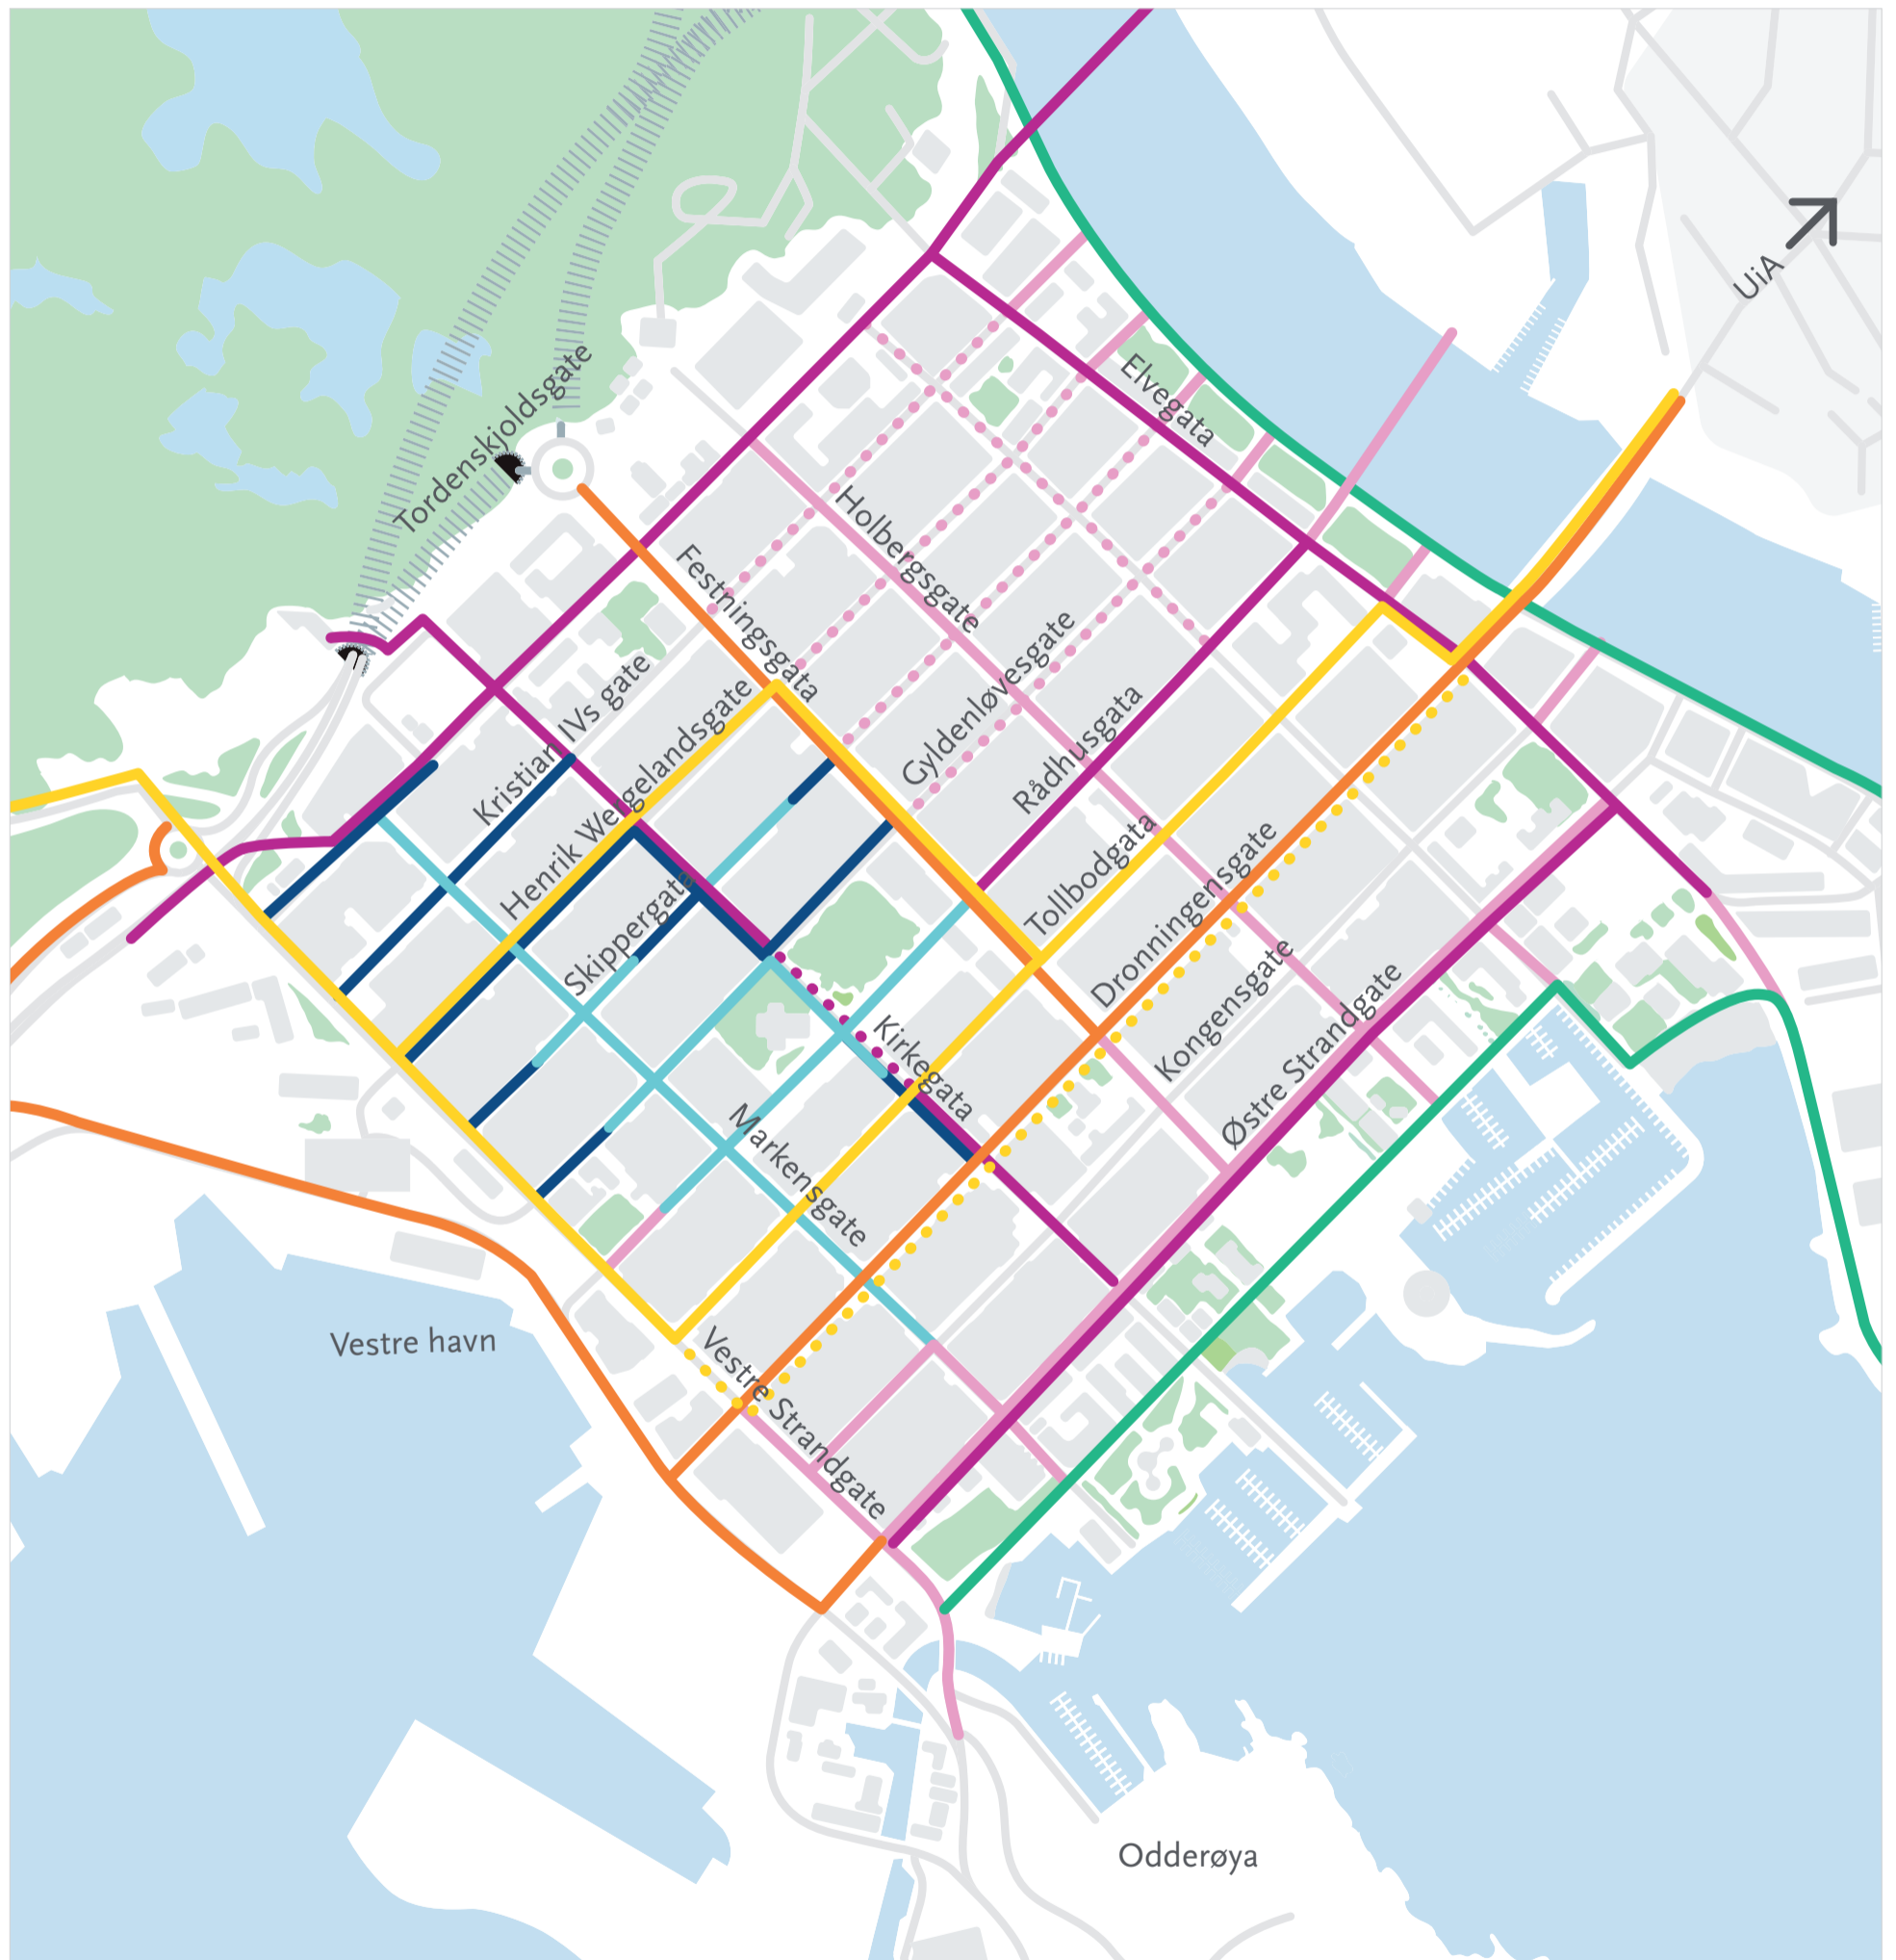 UiA
Tordenskjoldsgate
Elvegata
Holbergsgate
Festningsgata
Kristian IVs gate
Gyldenløvesgate
Henrik Wergelandsgate
Rådhusgata
Skippergata
Tollbodgata
Dronningensgate
Kongensgate
Østre Strandgate
Kirkegata
Markensgate
Vestre Strandgate
Vestre havn
Odderøya